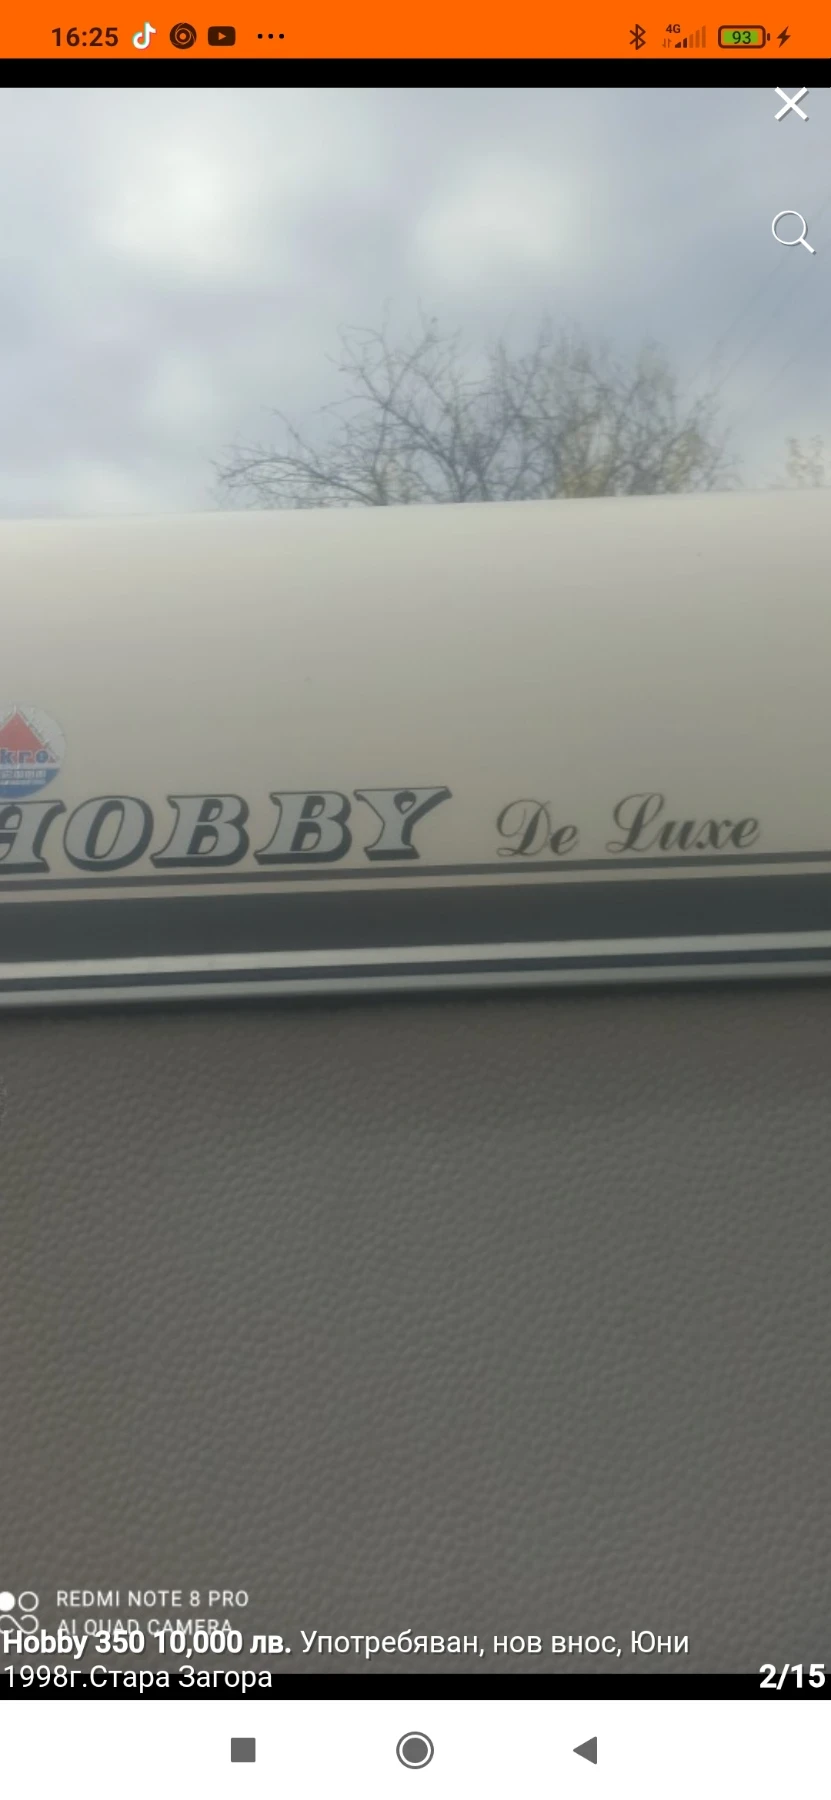 16:25
4G
93
kro
HOBBY De Luxe
REDMI NOTE 8 PRO
AI QUAD CAMERA
Hobby 350 10,000 лв. Употребяван, нов внос, Юни
1998г.Стара Загора
2/15